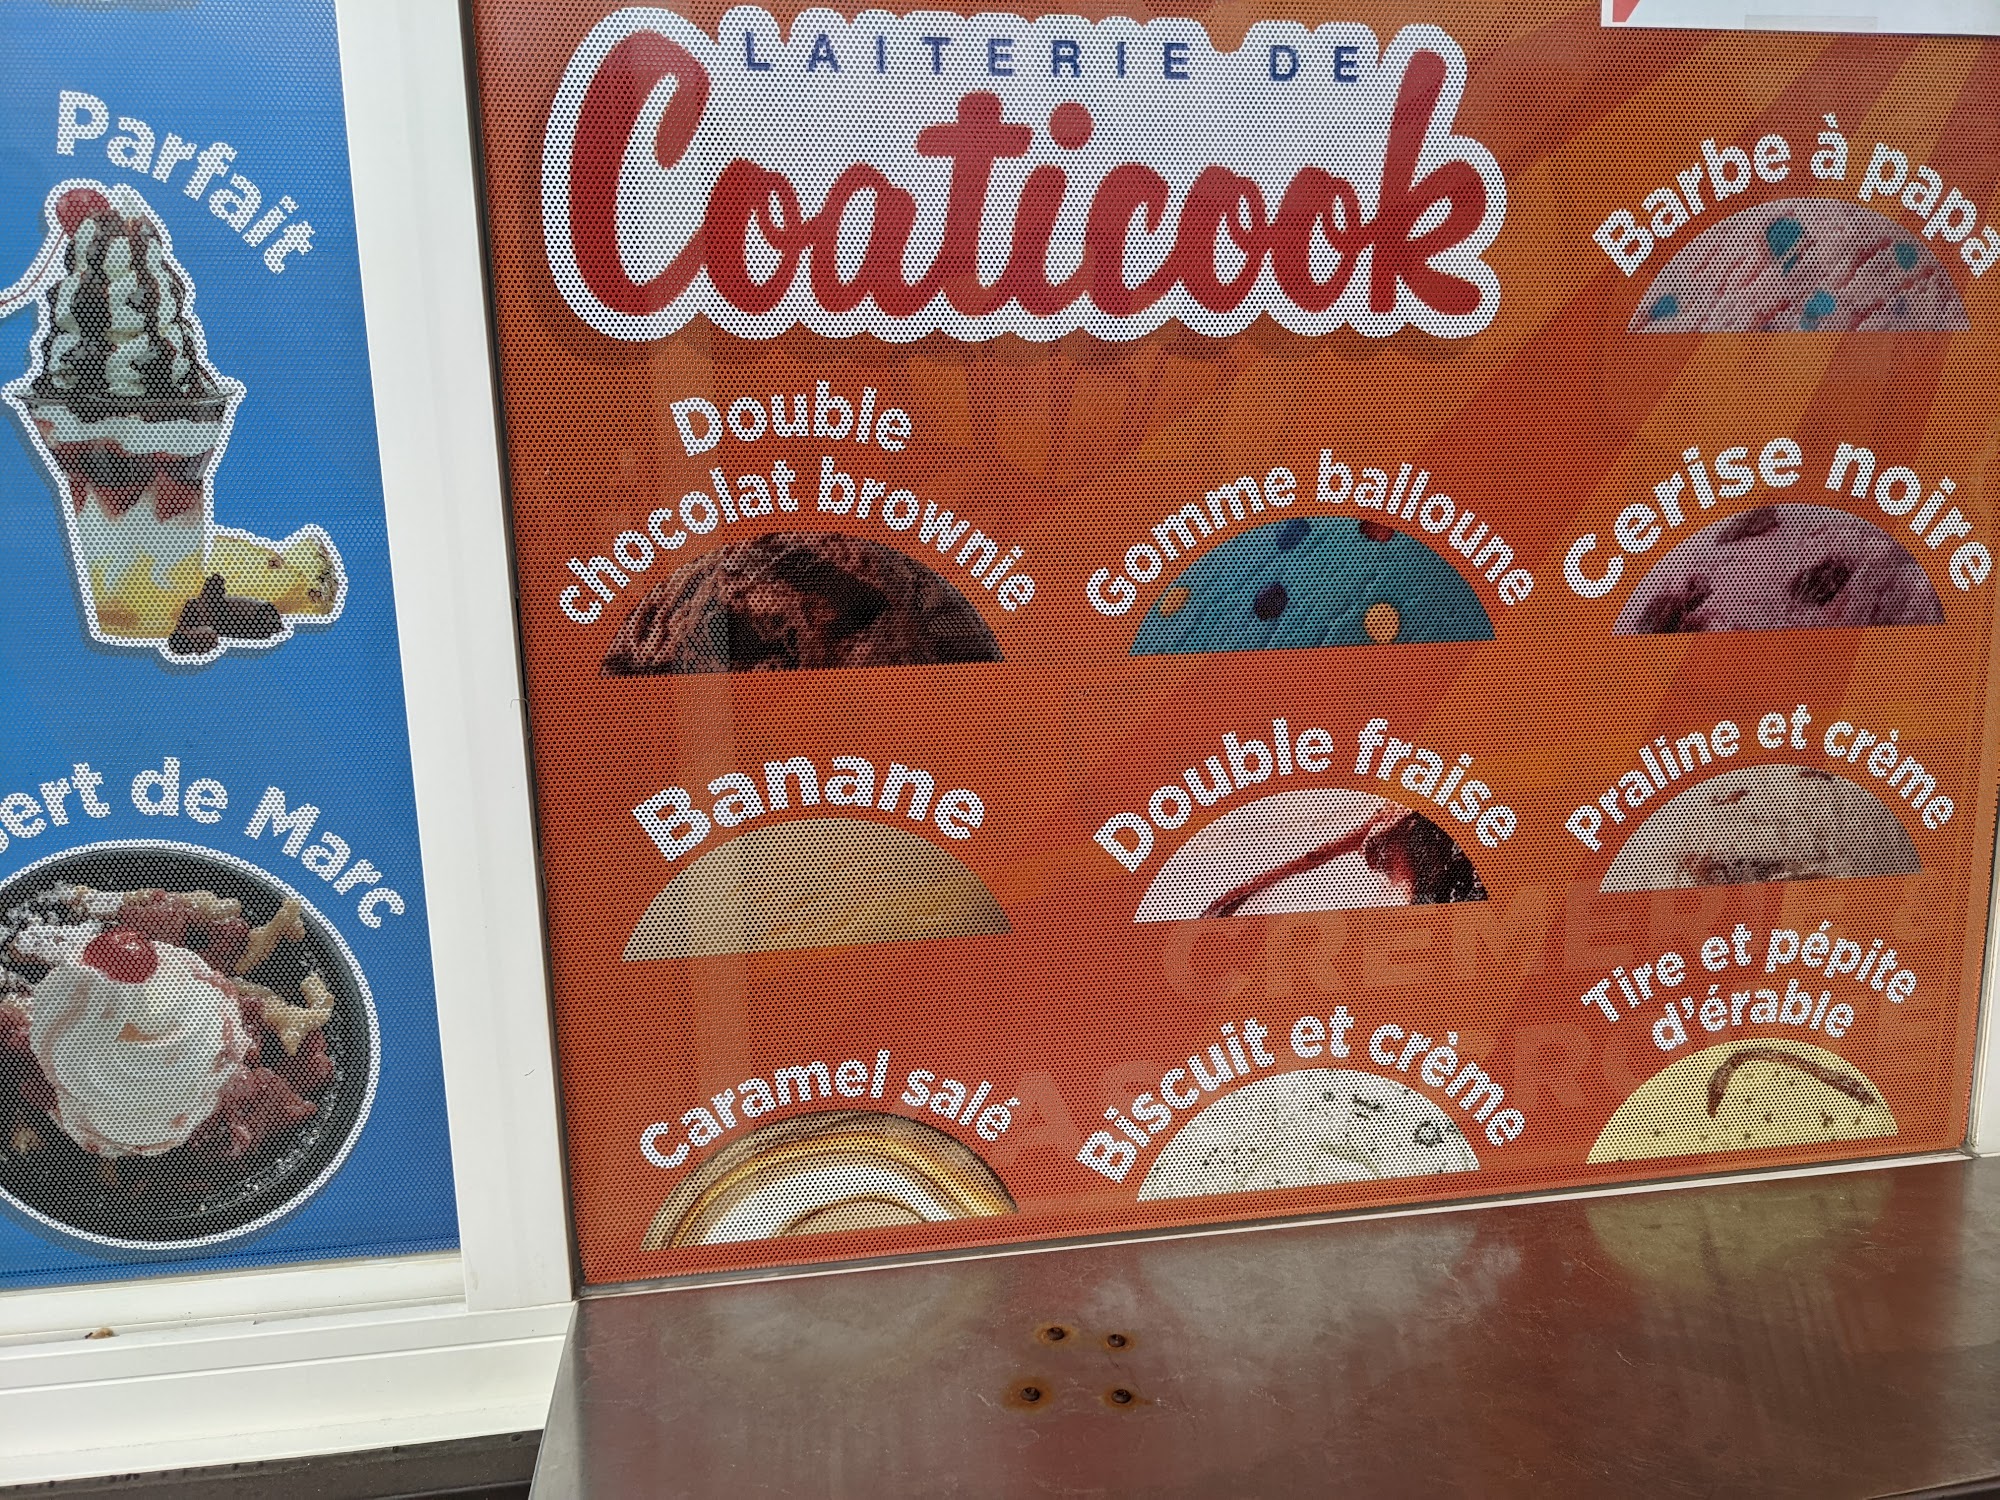 Parfait
de Marc
LAITERIE DE
Coaticook
Barbe à papa
Double
chocolat brownie
Gomme balloune
Cerise noire
Banane
Double fraise
Praline et crème
Caramel salé
Biscuit et crème
Tire et pépite
d'érable